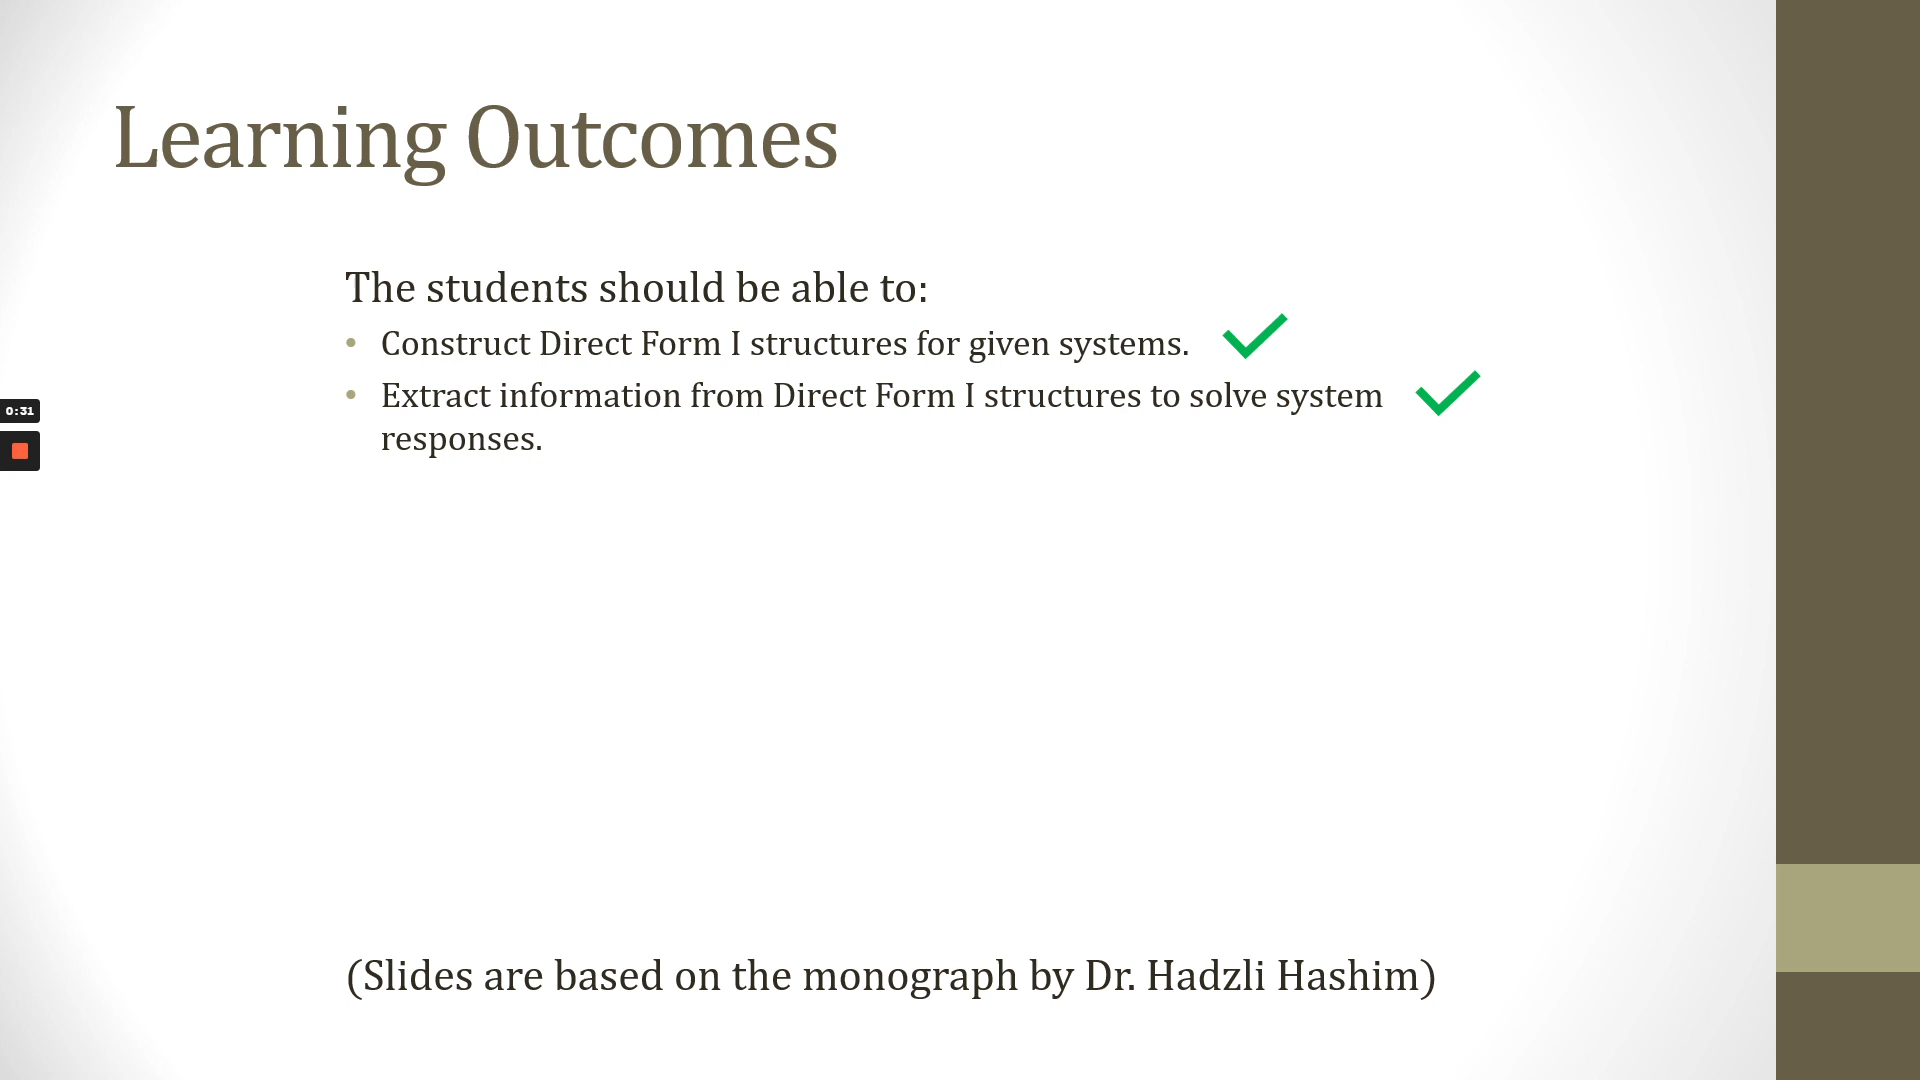 Learning Outcomes
The students should be able to:
• Construct Direct Form I structures for given systems.
• Extract information from Direct Form I structures to solve system
responses.
0:31
(Slides are based on the monograph by Dr. Hadzli Hashim)